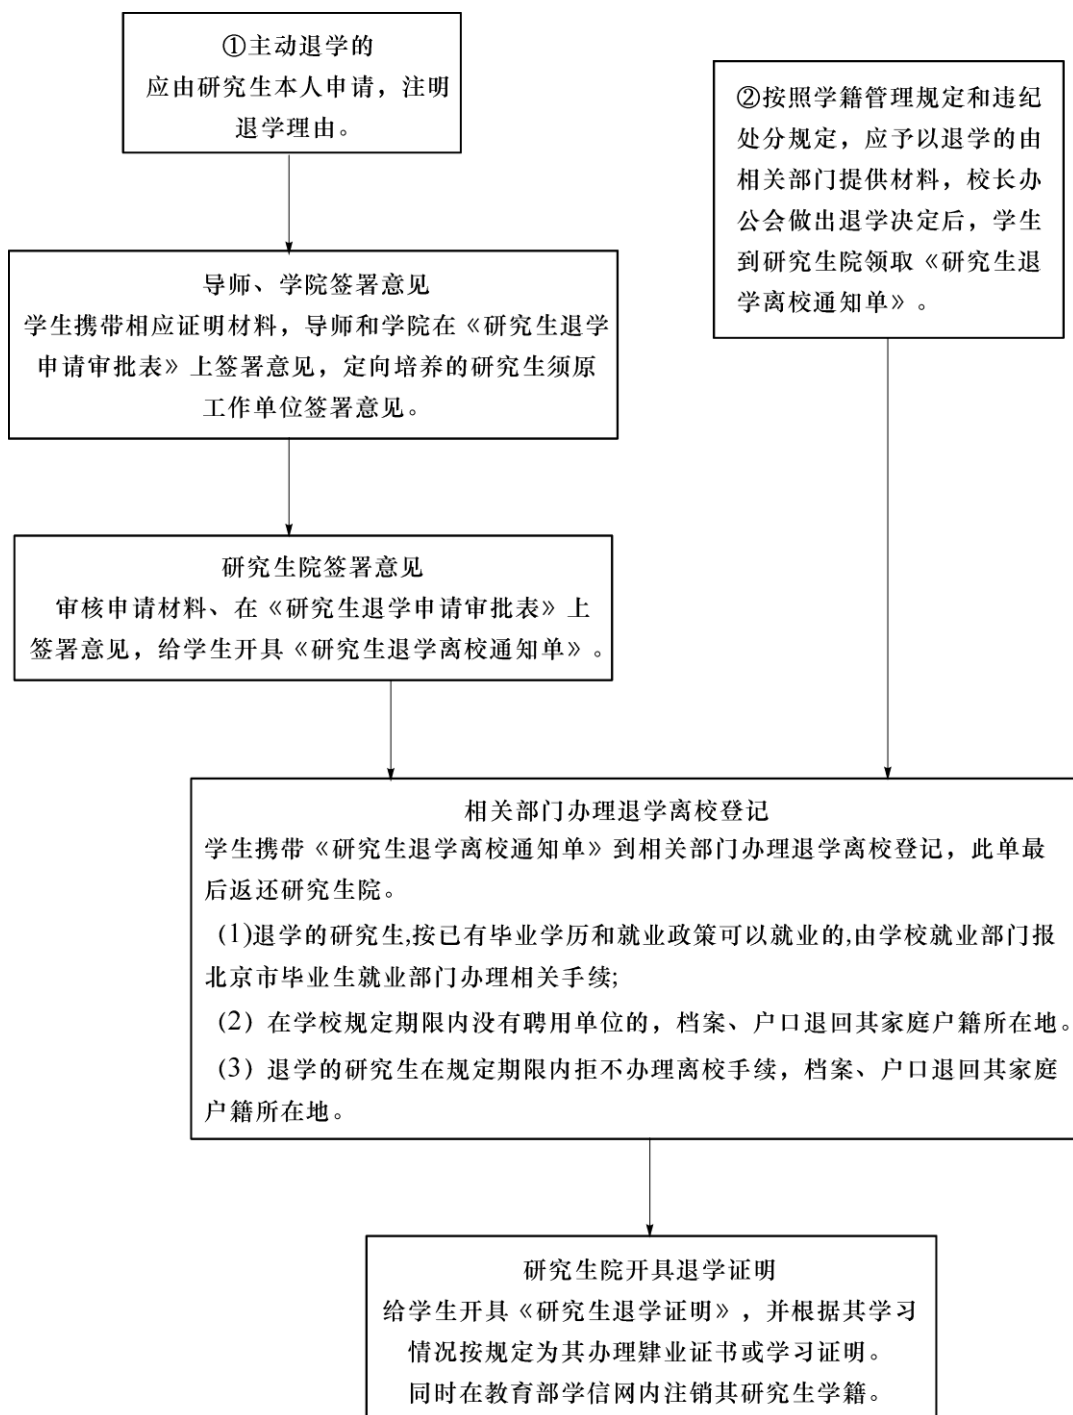 ①主动退学的
应由研究生本人申请，注明
退学理由。
②按照学籍管理规定和违纪
处分规定，应予以退学的由
相关部门提供材料，校长办
公会做出退学决定后，学生
到研究生院领取《研究生退
学离校通知单》。
导师、学院签署意见
学生携带相应证明材料，导师和学院在《研究生退学
申请审批表》上签署意见，定向培养的研究生须原
工作单位签署意见。
研究生院签署意见
审核申请材料、在《研究生退学申请审批表》上
签署意见，给学生开具《研究生退学离校通知单》。
相关部门办理退学离校登记
学生携带《研究生退学离校通知单》到相关部门办理退学离校登记，此单最
后返还研究生院。
(1)退学的研究生,按已有毕业学历和就业政策可以就业的,由学校就业部门报
北京市毕业生就业部门办理相关手续;
（2）在学校规定期限内没有聘用单位的，档案、户口退回其家庭户籍所在地。
（3）退学的研究生在规定期限内拒不办理离校手续，档案、户口退回其家庭
户籍所在地。
研究生院开具退学证明
给学生开具《研究生退学证明》，并根据其学习
情况按规定为其办理肄业证书或学习证明。
同时在教育部学信网内注销其研究生学籍。